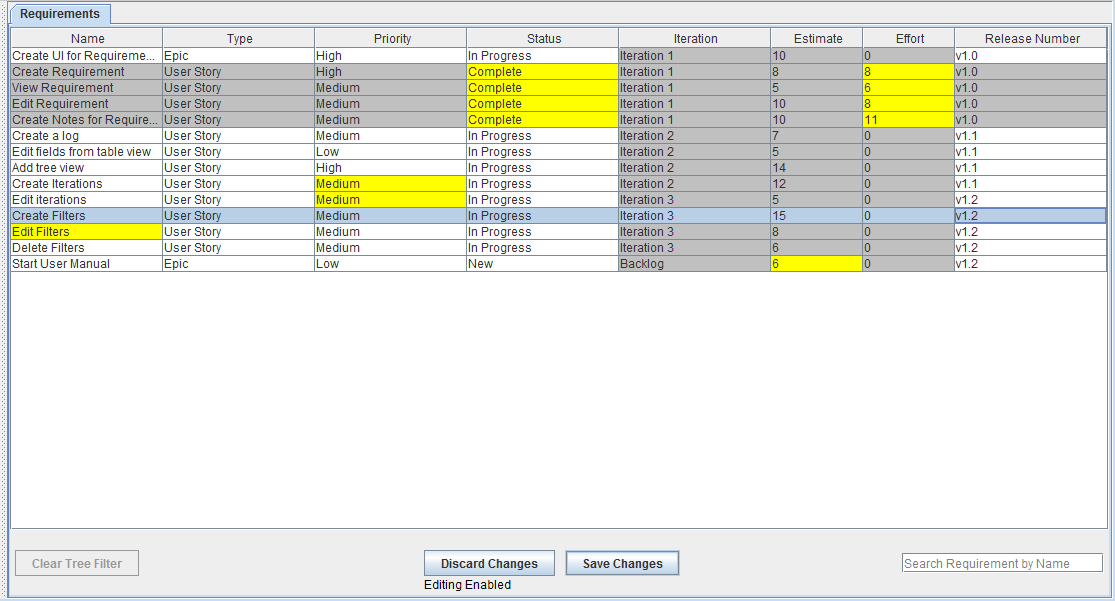 Requirements
Name Type Priority Status Iteration Estimate Effort Release Number
Create UI for Requireme... Epic High In Progress Iteration 1 10 0 v1.0
Create Requirement User Story High Complete Iteration 1 8 8 v1.0
View Requirement User Story Medium Complete Iteration 1 5 6 v1.0
Edit Requirement User Story Medium Complete Iteration 1 10 8 v1.0
Create Notes for Require... User Story Medium Complete Iteration 1 10 11 v1.0
Create a log User Story Medium In Progress Iteration 2 7 0 v1.1
Edit fields from table view User Story Low In Progress Iteration 2 5 0 v1.1
Add tree view User Story High In Progress Iteration 2 14 0 v1.1
Create Iterations User Story Medium In Progress Iteration 2 12 0 v1.1
Edit iterations User Story Medium In Progress Iteration 3 5 0 v1.2
Create Filters User Story Medium In Progress Iteration 3 15 0 v1.2
Edit Filters User Story Medium In Progress Iteration 3 8 0 v1.2
Delete Filters User Story Medium In Progress Iteration 3 6 0 v1.2
Start User Manual Epic Low New Backlog 6 0 v1.2
Clear Tree Filter Discard Changes Save Changes Search Requirement by Name
Editing Enabled